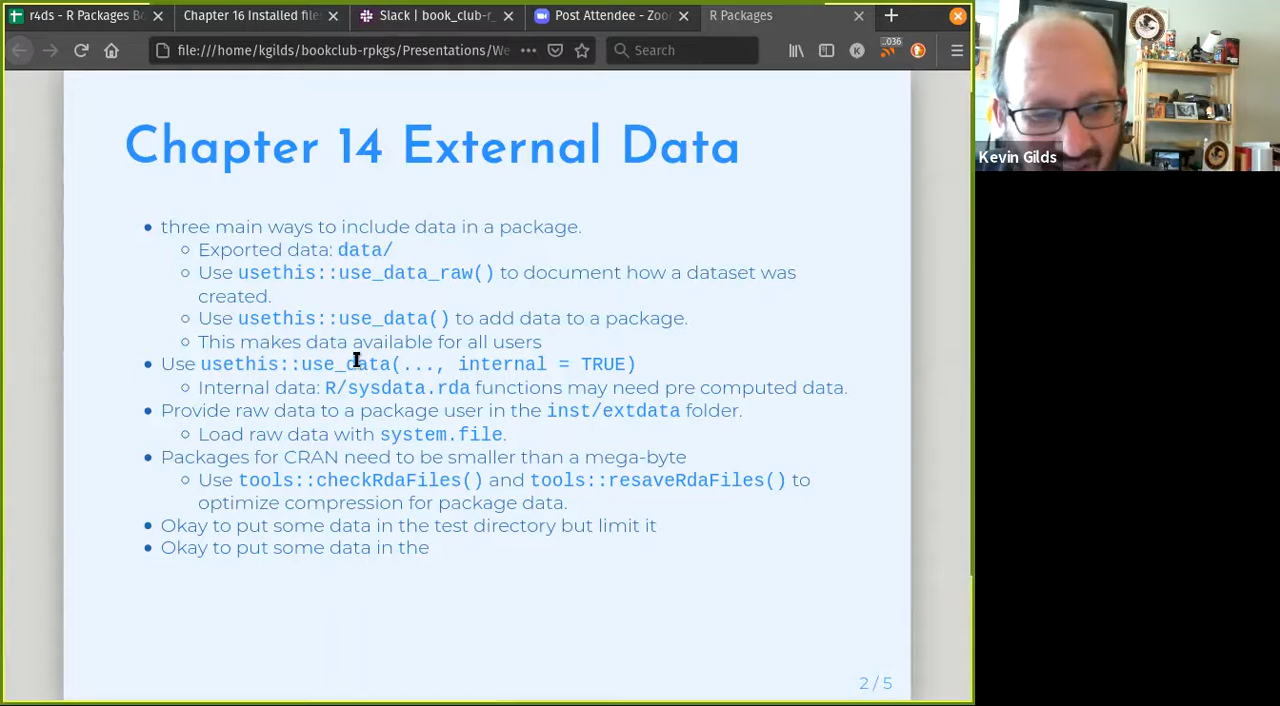 r4ds - R Packages Bo
Chapter 16 Installed files
Slack | book_club-r_
Post Attendee - Zoo
R Packages
file:///home/kgilds/bookclub-rpkgs/Presentations/We
Search
.036
Kevin Gilds
Chapter 14 External Data
• three main ways to include data in a package.
○ Exported data: data/
○ Use usethis::use_data_raw() to document how a dataset was
created.
○ Use usethis::use_data() to add data to a package.
○ This makes data available for all users
• Use usethis::use_data(..., internal = TRUE)
○ Internal data: R/sysdata.rda functions may need pre computed data.
• Provide raw data to a package user in the inst/extdata folder.
○ Load raw data with system.file.
• Packages for CRAN need to be smaller than a mega-byte
○ Use tools::checkRdaFiles() and tools::resaveRdaFiles() to
optimize compression for package data.
• Okay to put some data in the test directory but limit it
• Okay to put some data in the
2 / 5